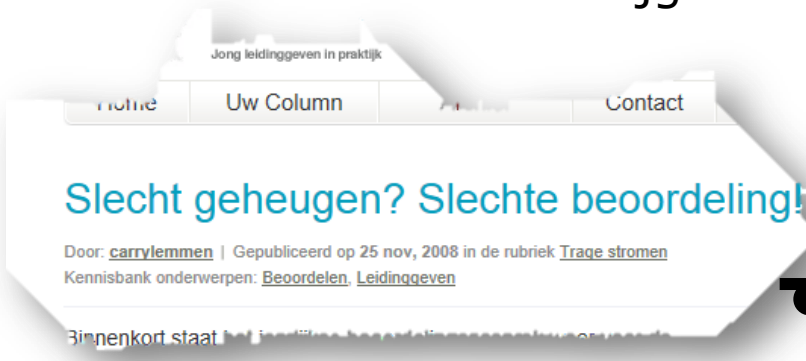 Jong leidinggeven in praktijk
Home Uw Column Contact
Slecht geheugen? Slechte beoordeling!
Door: carrylemmen | Gepubliceerd op 25 nov, 2008 in de rubriek Trage stromen
Kennisbank onderwerpen: Beoordelen, Leidinggeven
Binnenkort staat